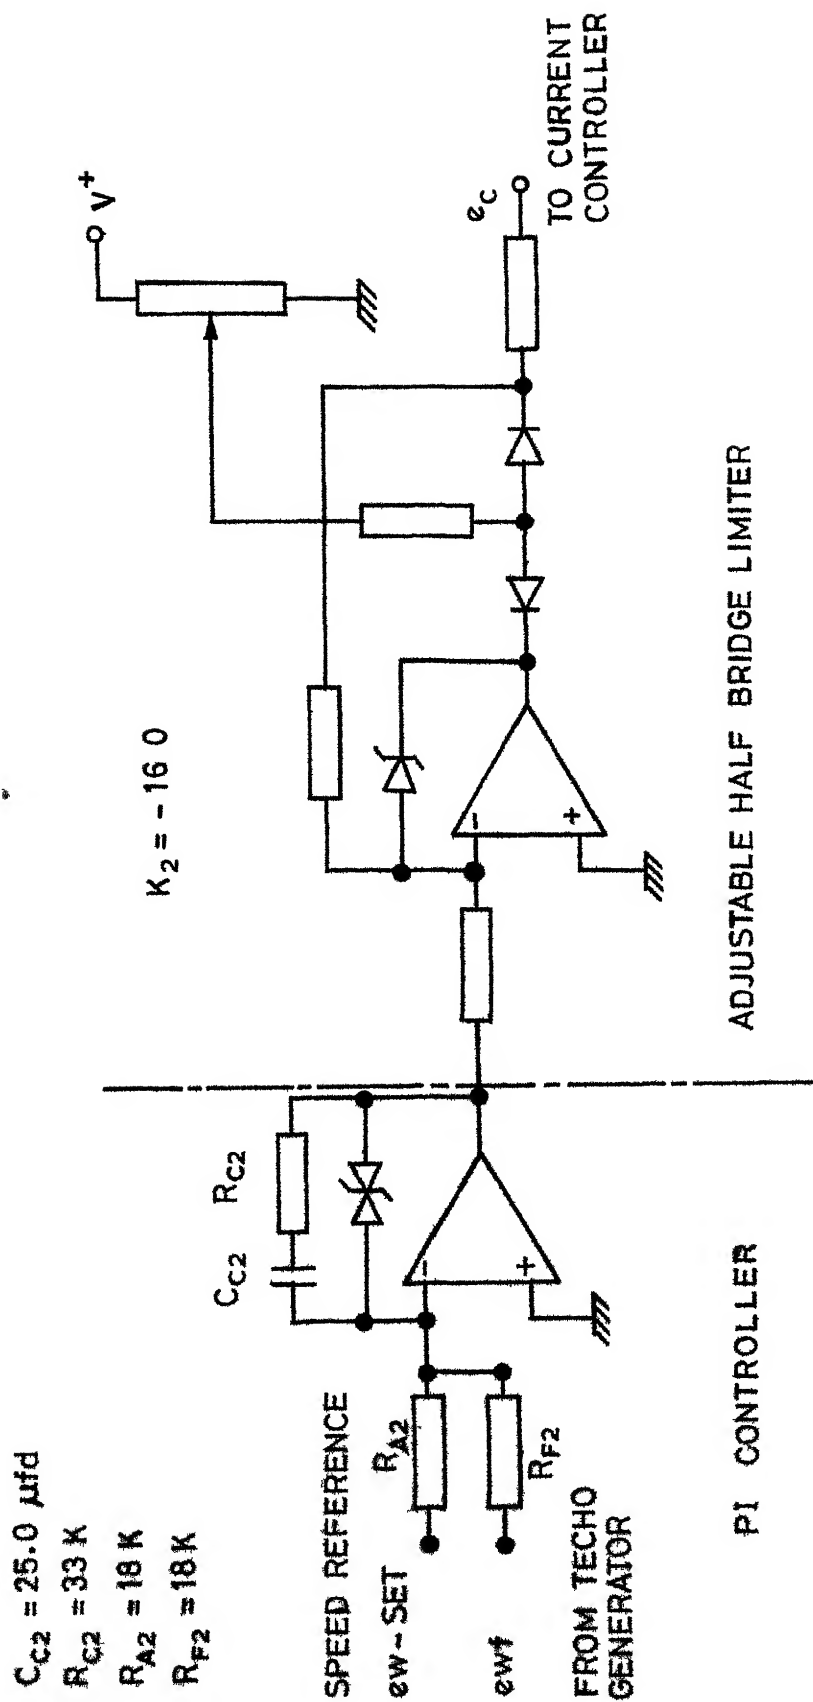 C_C2 = 25.0 μfd
R_C2 = 33 K
R_A2 = 18 K
R_F2 = 18 K
SPEED REFERENCE
ew-SET
R_A2
ewf
R_F2
FROM TECHO
GENERATOR
C_C2
R_C2
−
+
PI CONTROLLER
K_2 = - 16 0
−
+
V+
e_C
TO CURRENT
CONTROLLER
ADJUSTABLE HALF BRIDGE LIMITER